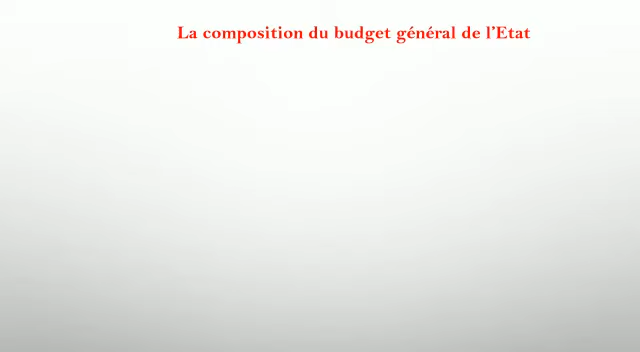 La composition du budget général de l’Etat